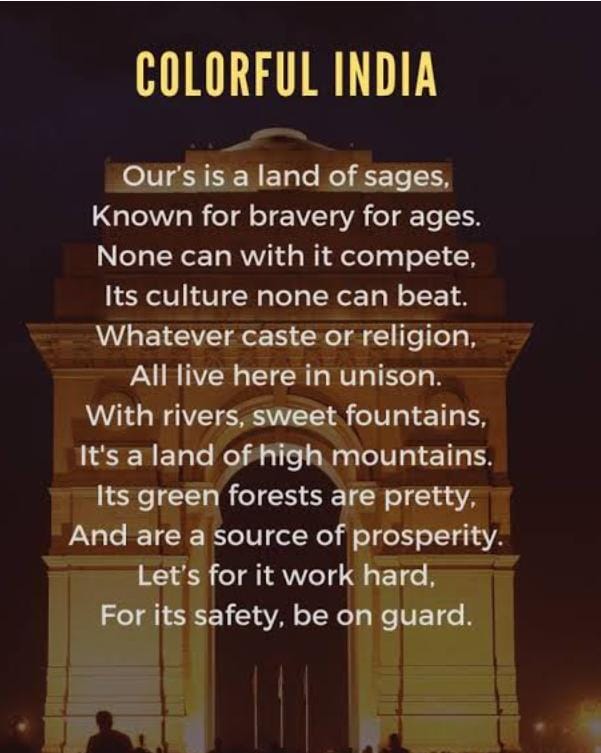 COLORFUL INDIA
Our's is a land of sages,
Known for bravery for ages.
None can with it compete,
Its culture none can beat.
Whatever caste or religion,
All live here in unison.
With rivers, sweet fountains,
It's a land of high mountains.
Its green forests are pretty,
And are a source of prosperity.
Let's for it work hard,
For its safety, be on guard.